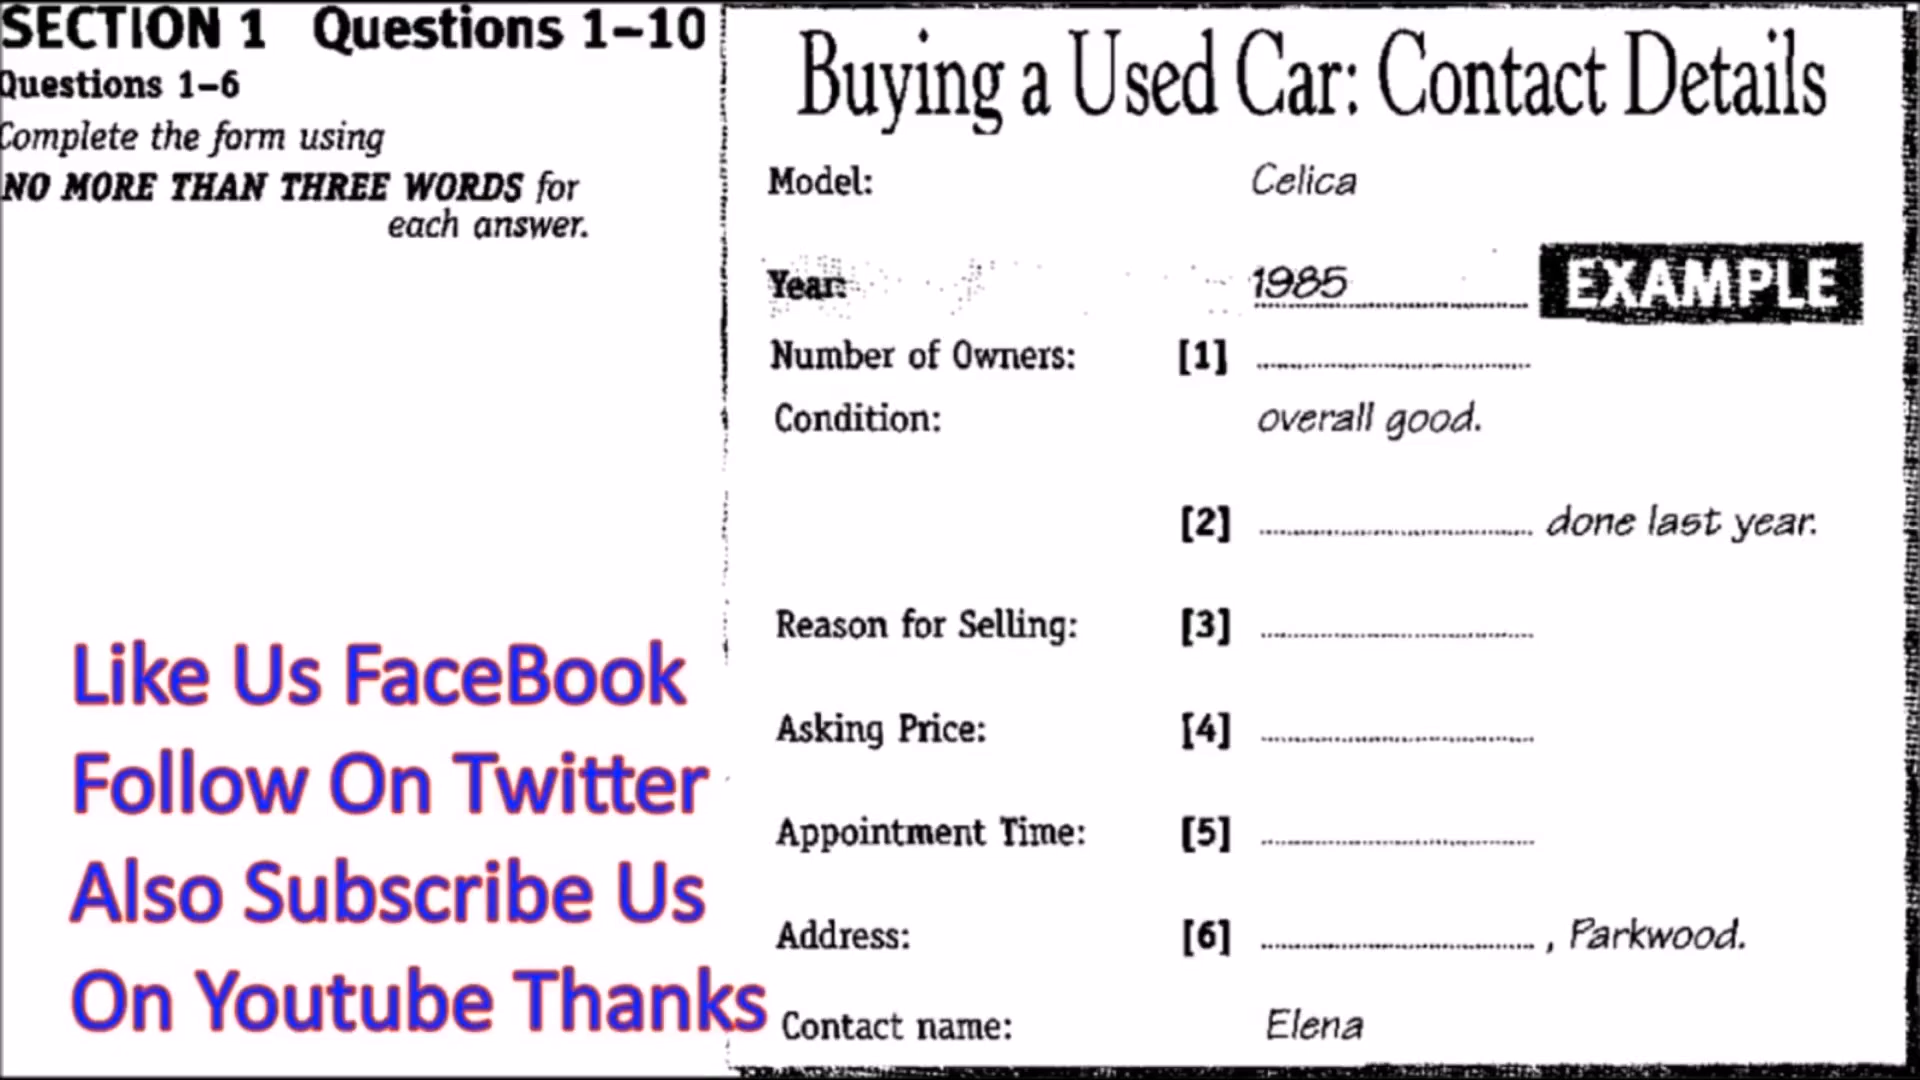 SECTION 1 Questions 1–10
Questions 1–6
Complete the form using
NO MORE THAN THREE WORDS for
each answer.
Like Us FaceBook
Follow On Twitter
Also Subscribe Us
On Youtube Thanks
Buying a Used Car: Contact Details
Model: Celica
Year: 1985 EXAMPLE
Number of Owners: [1] ....................
Condition: overall good.
[2] .................... done last year.
Reason for Selling: [3] ....................
Asking Price: [4] ....................
Appointment Time: [5] ....................
Address: [6] .................... , Parkwood.
Contact name: Elena